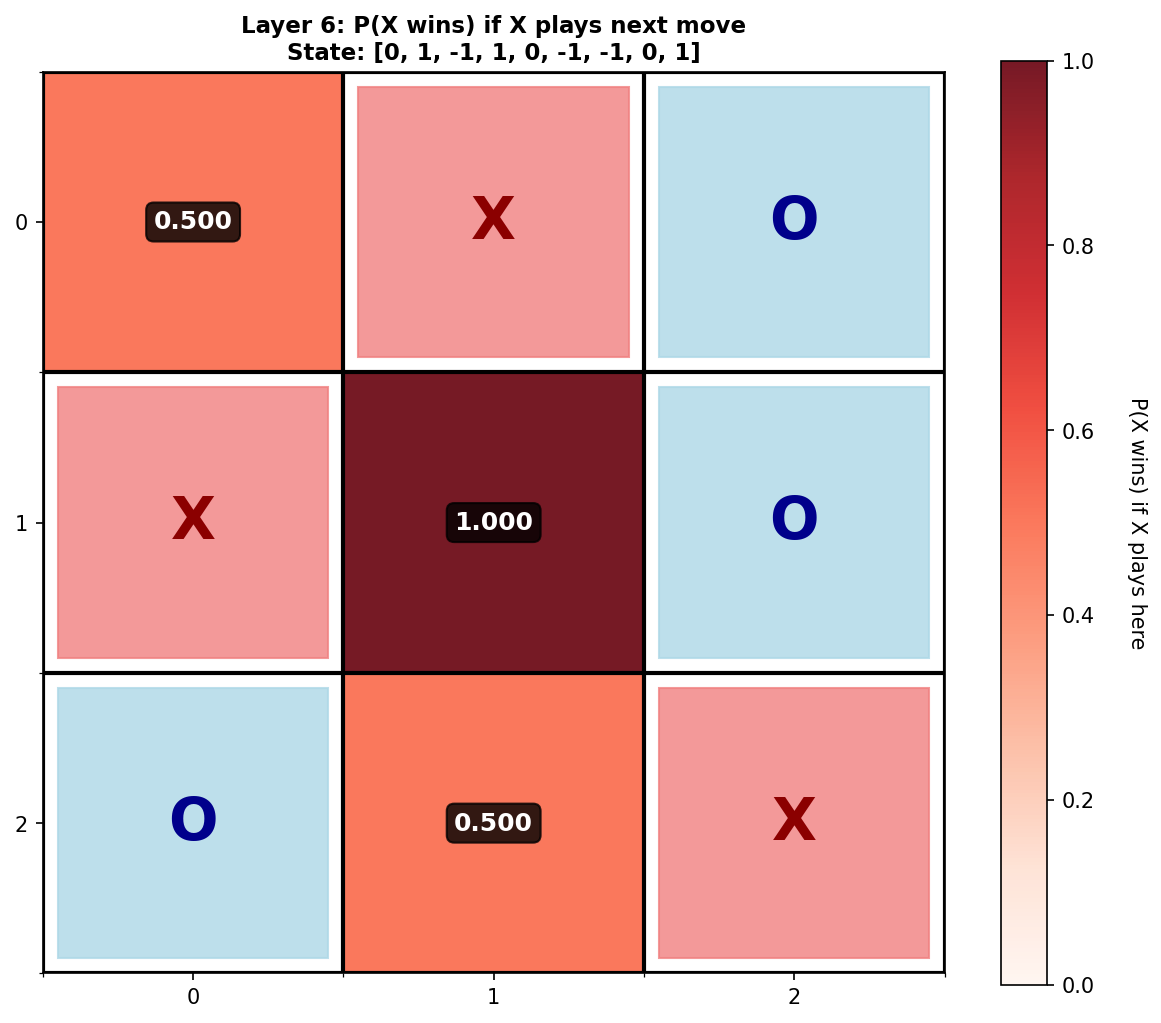 Layer 6: P(X wins) if X plays next move
State: [0, 1, -1, 1, 0, -1, -1, 0, 1]
0.500
X
O
X
1.000
O
O
0.500
X
0
1
2
0
1
2
1.0
0.8
0.6
0.4
0.2
0.0
P(X wins) if X plays here